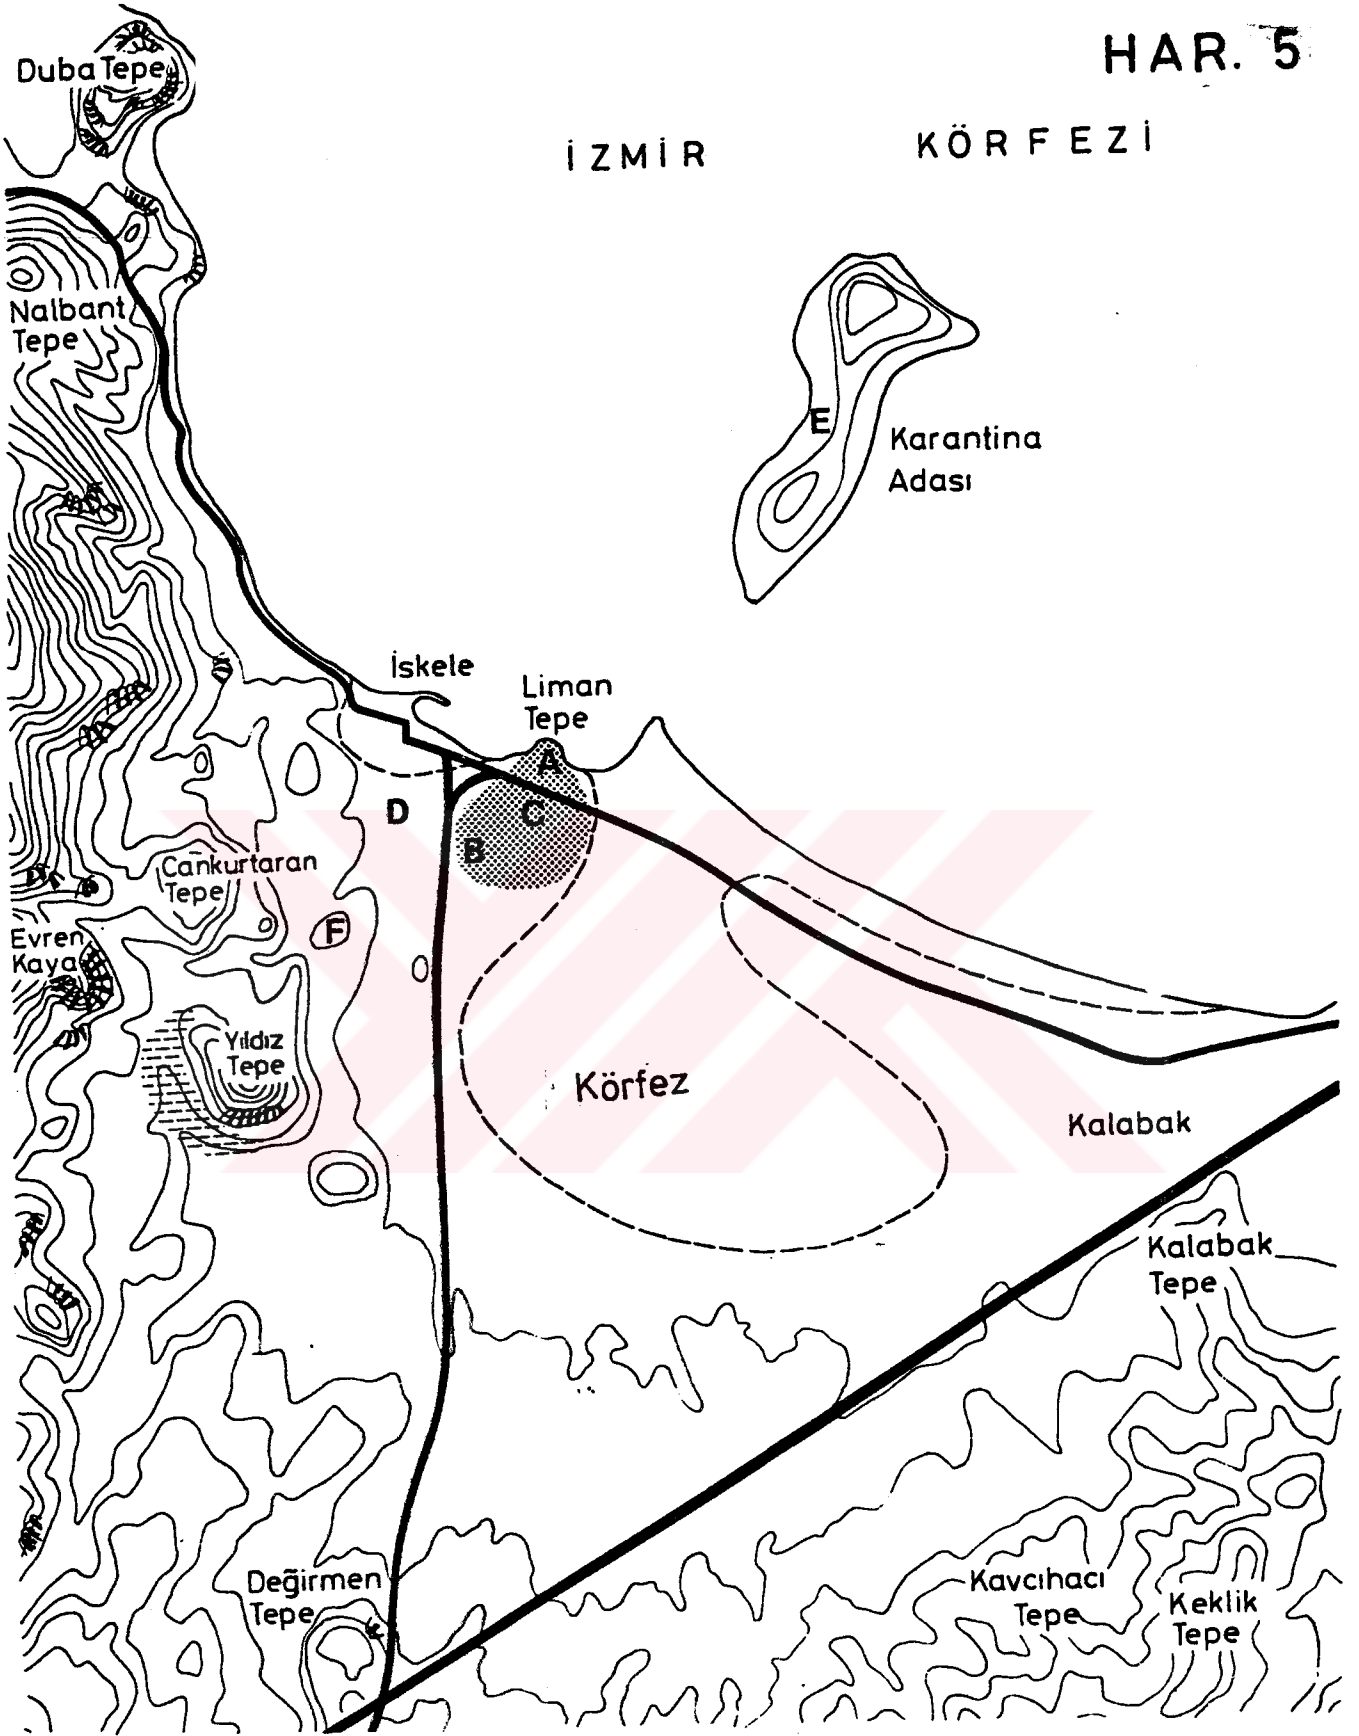 HAR. 5
Duba Tepe
İZMİR KÖRFEZİ
Nalbant
Tepe
E
Karantina
Adası
İskele
Liman
Tepe
A
D
C
B
Cankurtaran
Tepe
F
Evren
Kaya
Yıldız
Tepe
Körfez
Kalabak
Kalabak
Tepe
Değirmen
Tepe
Kavcıhacı
Tepe
Keklik
Tepe